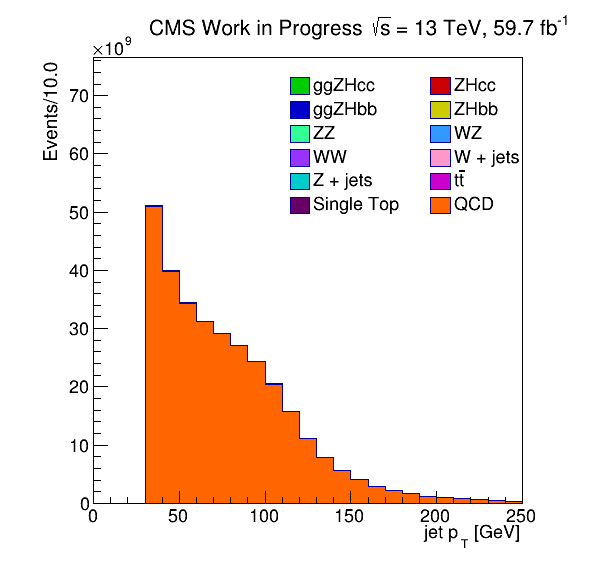 CMS Work in Progress √s = 13 TeV, 59.7 fb⁻¹
×10⁹
Events/10.0
ggZHcc ZHcc
ggZHbb ZHbb
ZZ WZ
WW W + jets
Z + jets tt̄
Single Top QCD
70
60
50
40
30
20
10
0
0 50 100 150 200 250
jet p_T [GeV]